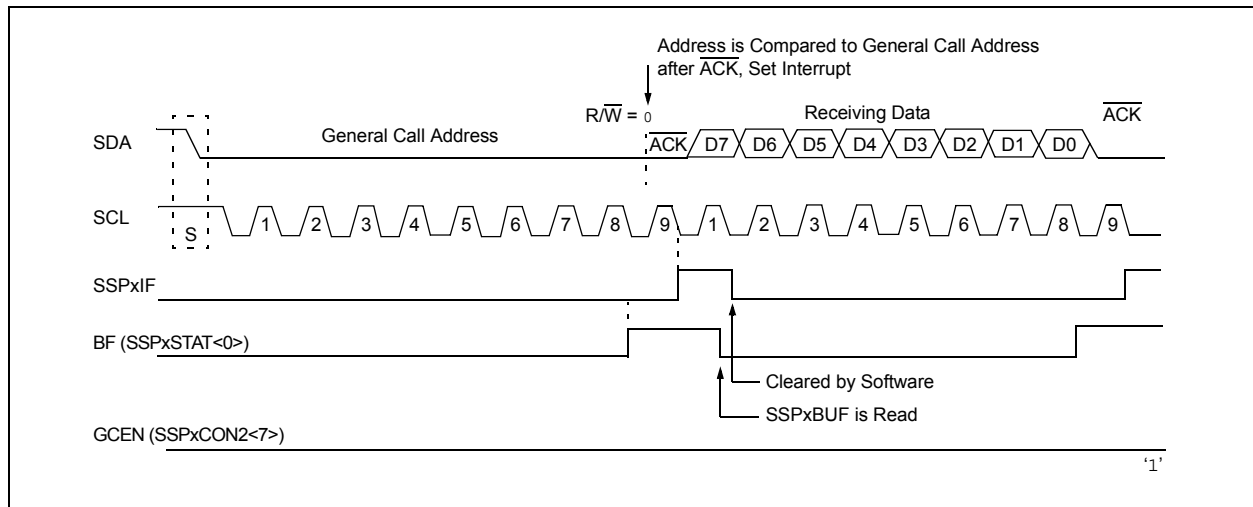 Address is Compared to General Call Address
after ACK, Set Interrupt
R/W = 0
Receiving Data
ACK
SDA
General Call Address
ACK D7 D6 D5 D4 D3 D2 D1 D0
SCL
S
1 2 3 4 5 6 7 8 9 1 2 3 4 5 6 7 8 9
SSPxIF
BF (SSPxSTAT<0>)
Cleared by Software
SSPxBUF is Read
GCEN (SSPxCON2<7>)
‘1’